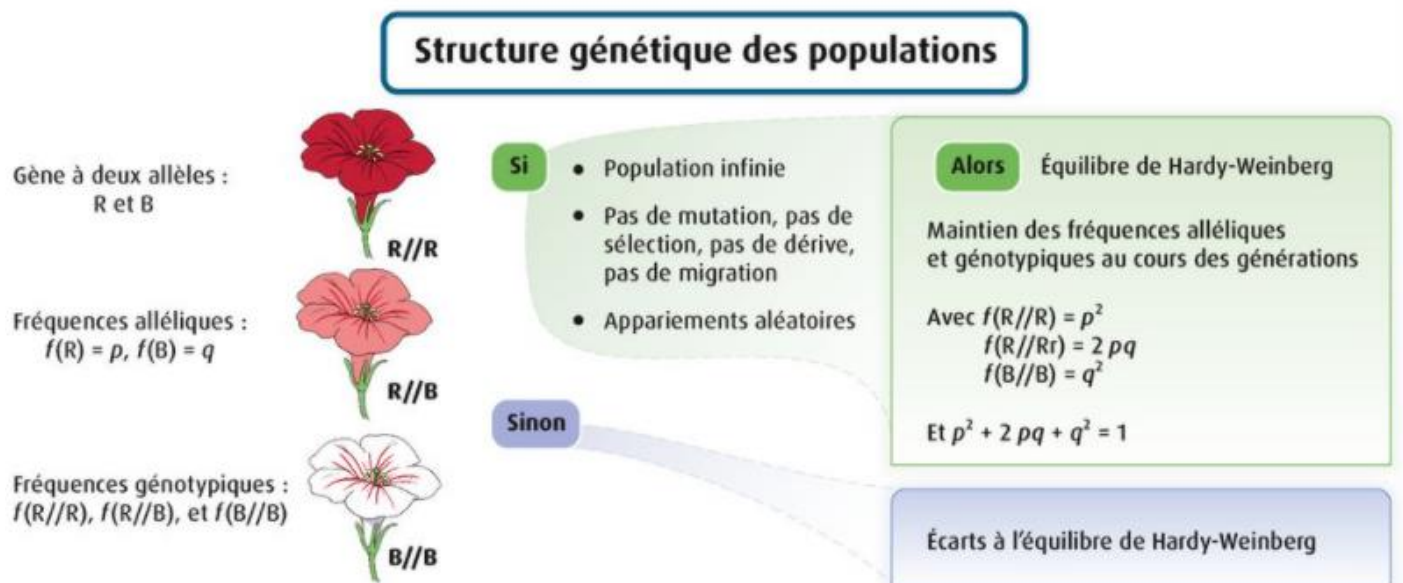 Structure génétique des populations
Gène à deux allèles :
R et B
R//R
Fréquences alléliques :
f(R) = p, f(B) = q
R//B
Fréquences génotypiques :
f(R//R), f(R//B), et f(B//B)
B//B
Si
• Population infinie
• Pas de mutation, pas de
sélection, pas de dérive,
pas de migration
• Appariements aléatoires
Sinon
Alors Équilibre de Hardy-Weinberg
Maintien des fréquences alléliques
et génotypiques au cours des générations
Avec f(R//R) = p²
f(R//Rr) = 2 pq
f(B//B) = q²
Et p² + 2 pq + q² = 1
Écarts à l'équilibre de Hardy-Weinberg